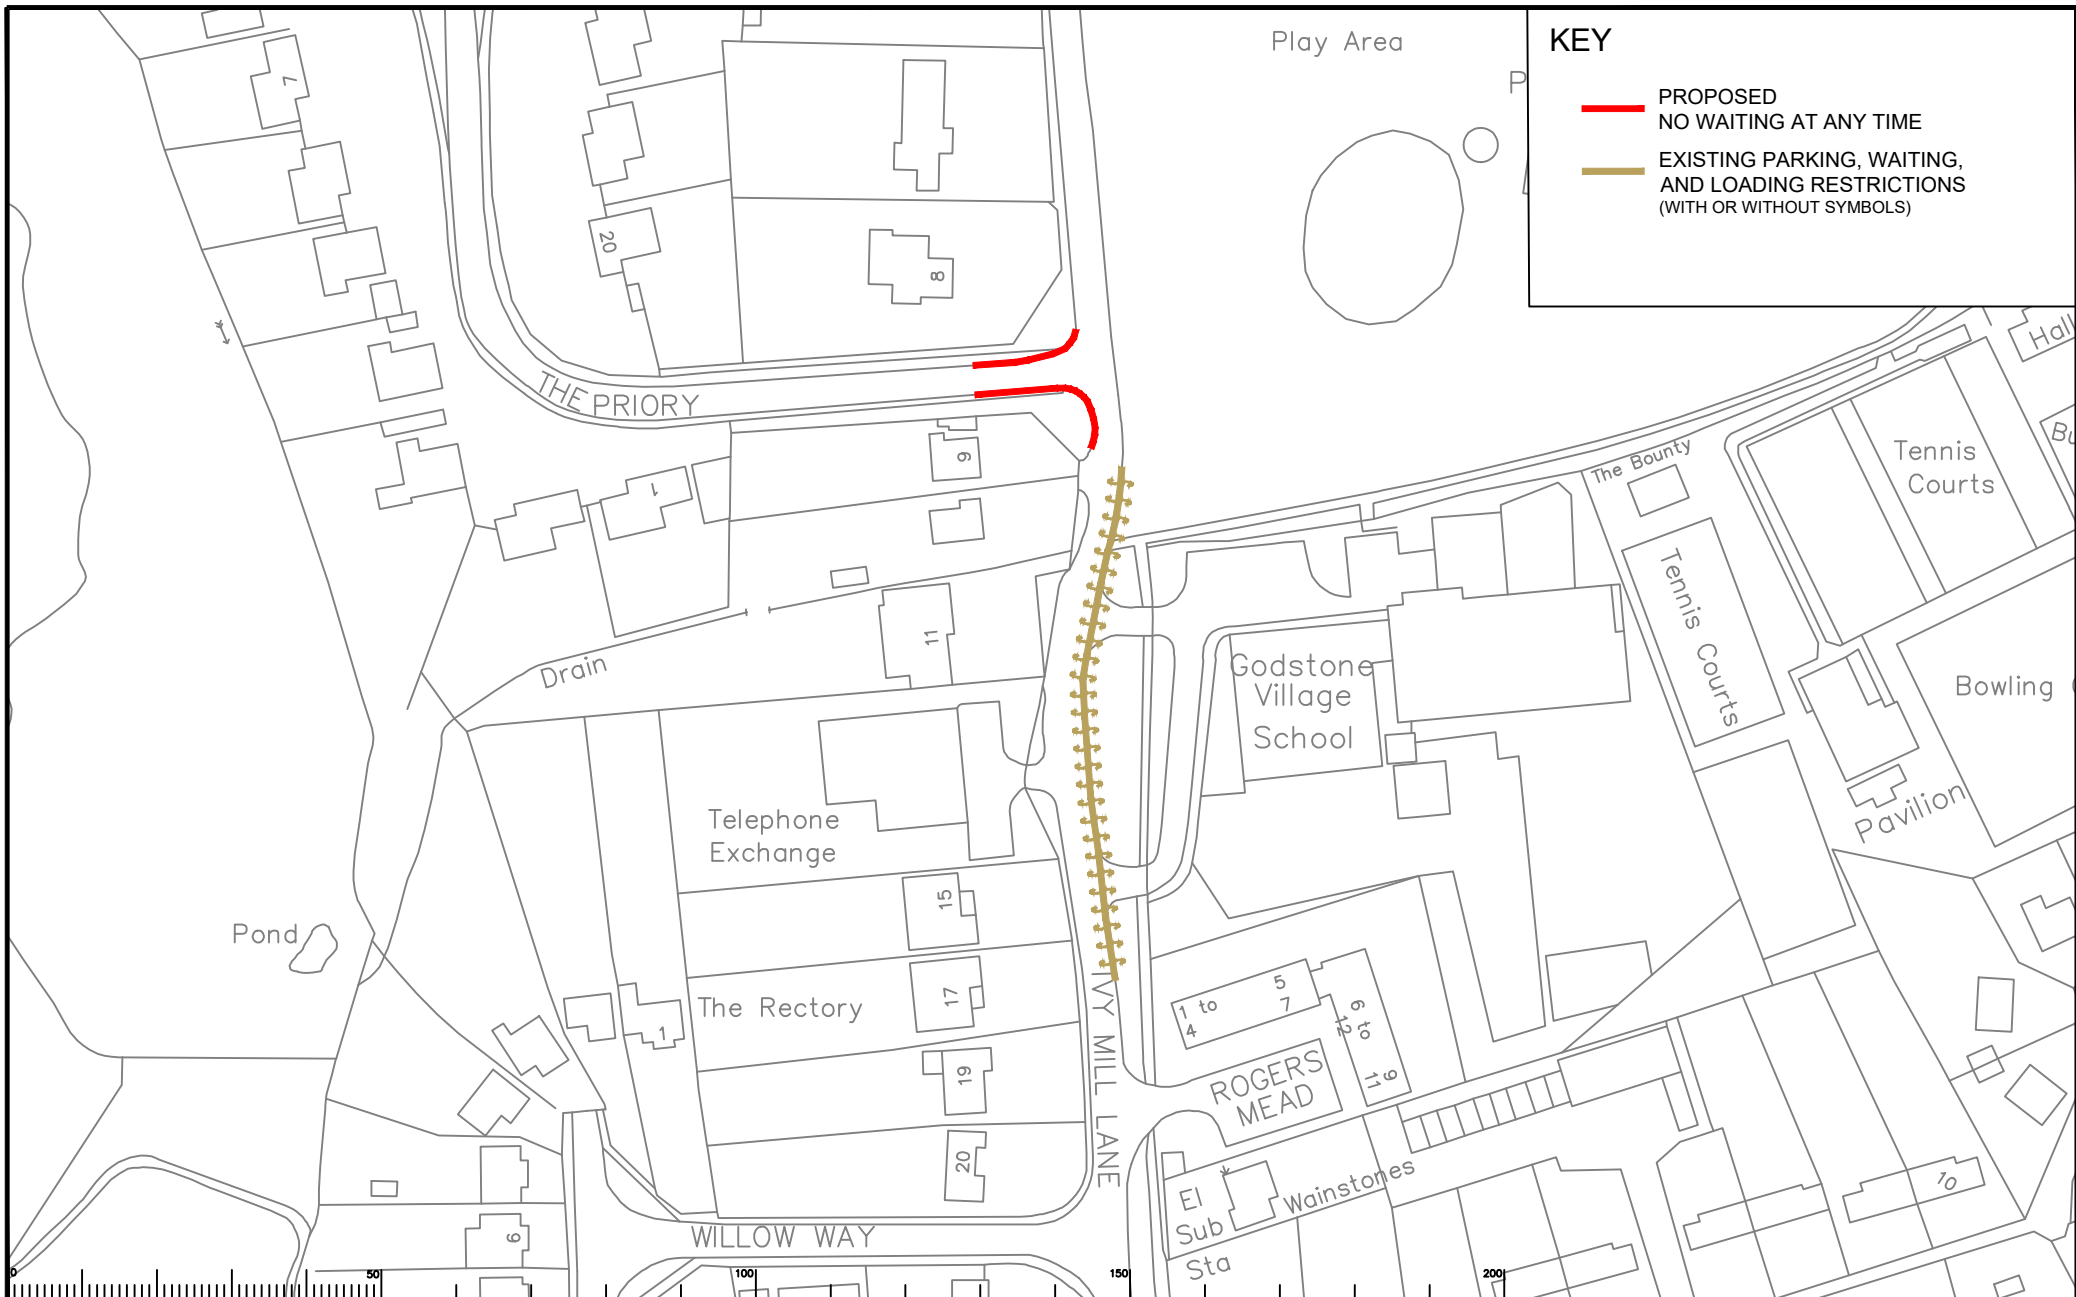 KEY
PROPOSED
NO WAITING AT ANY TIME
EXISTING PARKING, WAITING,
AND LOADING RESTRICTIONS
(WITH OR WITHOUT SYMBOLS)
Play Area
P
7
20
8
THE PRIORY
9
1
11
Drain
Hall
Tennis
Courts
The Bounty
Tennis Courts
Bowling
Pavilion
Godstone
Village
School
Telephone
Exchange
15
Pond
The Rectory
17
1
19
20
IVY MILL LANE
1 to
4
5
7
6 to
12
9
11
ROGERS
MEAD
El
Sub
Sta
Wainstones
10
WILLOW WAY
6
0
50
100
150
200